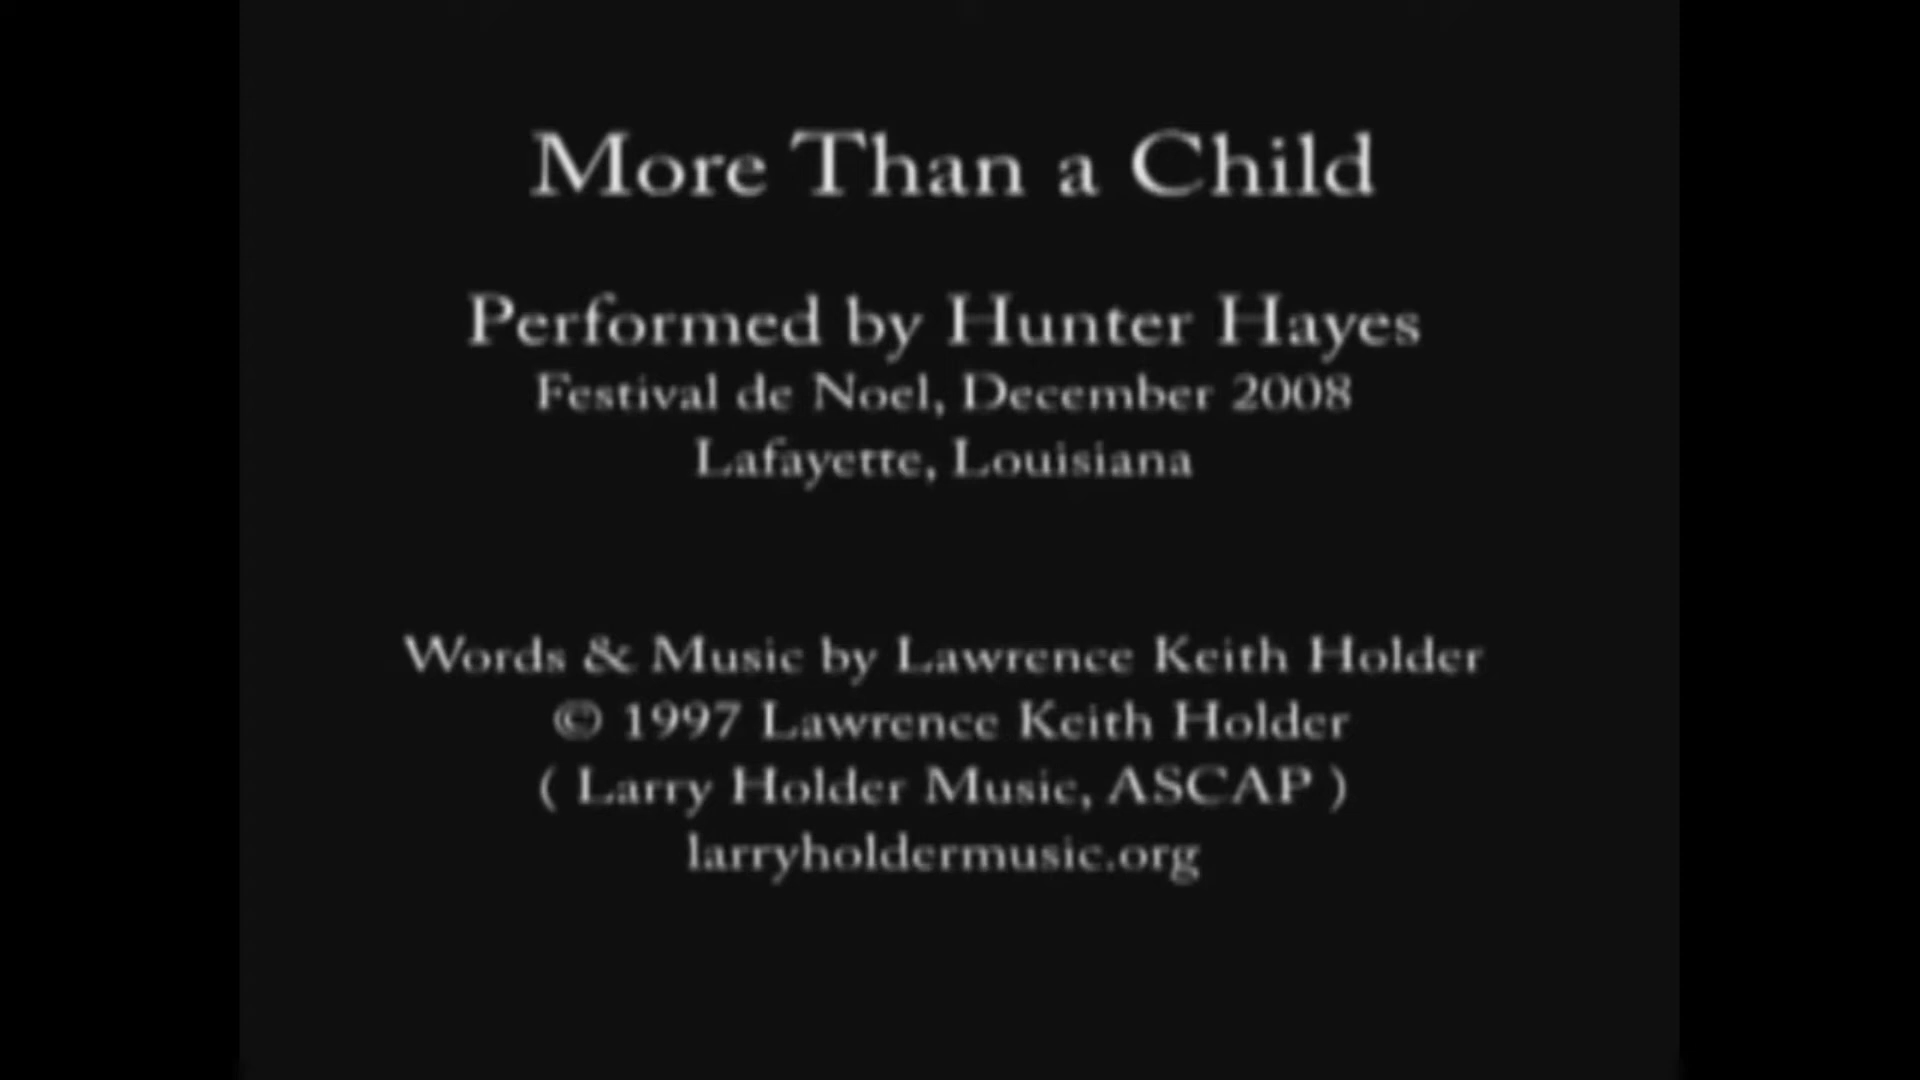 More Than a Child
Performed by Hunter Hayes
Festival de Noel, December 2008
Lafayette, Louisiana
Words & Music by Lawrence Keith Holder
© 1997 Lawrence Keith Holder
( Larry Holder Music, ASCAP )
larryholdermusic.org